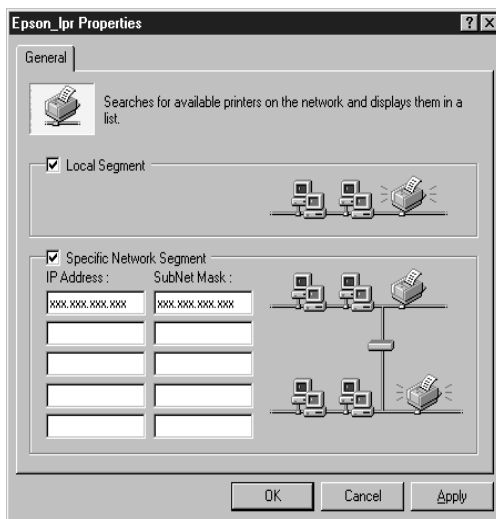 Epson_lpr Properties
General
Searches for available printers on the network and displays them in a
list.
Local Segment
Specific Network Segment
IP Address : SubNet Mask :
xxx.xxx.xxx.xxx xxx.xxx.xxx.xxx
OK Cancel Apply